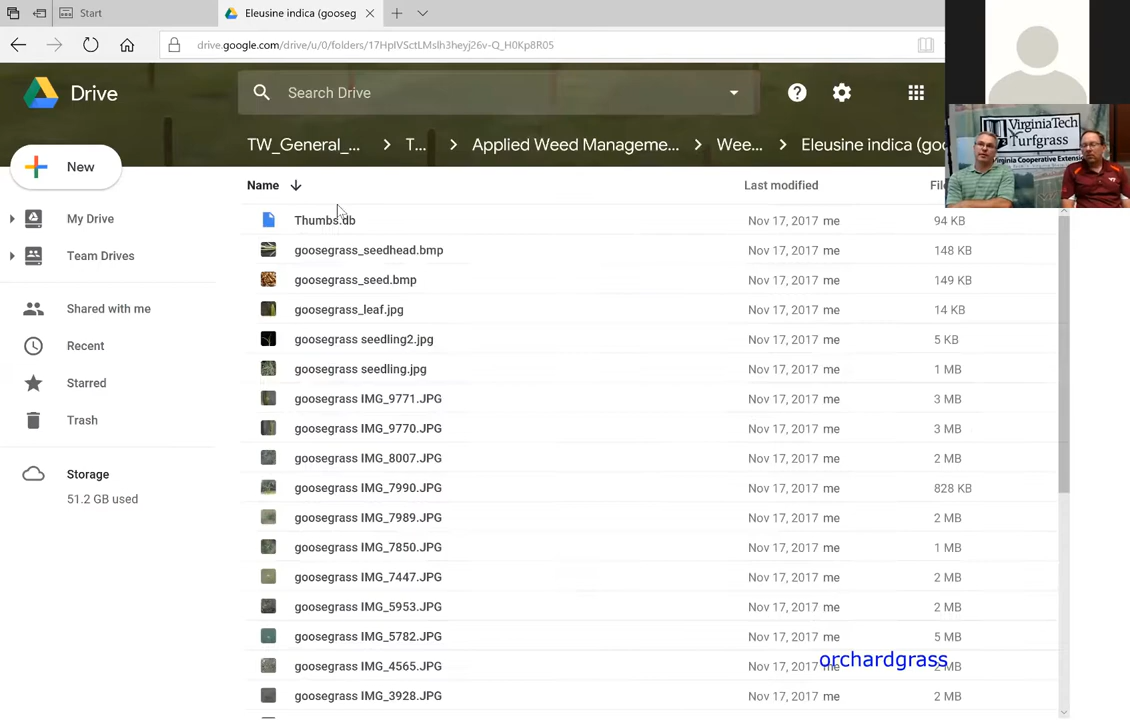 Start
Eleusine indica (gooseg
drive.google.com/drive/u/0/folders/17HpIVSctLMslh3heyj26v-Q_H0Kp8R05
Drive
Search Drive
TW_General_... > T... > Applied Weed Manageme... > Wee... > Eleusine indica (go
VirginiaTech
Turfgrass
Virginia Cooperative Extens
New
My Drive
Team Drives
Shared with me
Recent
Starred
Trash
Storage
51.2 GB used
Name Last modified Fil
Thumbs.db Nov 17, 2017 me 94 KB
goosegrass_seedhead.bmp Nov 17, 2017 me 148 KB
goosegrass_seed.bmp Nov 17, 2017 me 149 KB
goosegrass_leaf.jpg Nov 17, 2017 me 14 KB
goosegrass seedling2.jpg Nov 17, 2017 me 5 KB
goosegrass seedling.jpg Nov 17, 2017 me 1 MB
goosegrass IMG_9771.JPG Nov 17, 2017 me 3 MB
goosegrass IMG_9770.JPG Nov 17, 2017 me 3 MB
goosegrass IMG_8007.JPG Nov 17, 2017 me 2 MB
goosegrass IMG_7990.JPG Nov 17, 2017 me 828 KB
goosegrass IMG_7989.JPG Nov 17, 2017 me 2 MB
goosegrass IMG_7850.JPG Nov 17, 2017 me 1 MB
goosegrass IMG_7447.JPG Nov 17, 2017 me 2 MB
goosegrass IMG_5953.JPG Nov 17, 2017 me 2 MB
goosegrass IMG_5782.JPG Nov 17, 2017 me 5 MB
orchardgrass
goosegrass IMG_4565.JPG Nov 17, 2017 me 2 MB
goosegrass IMG_3928.JPG Nov 17, 2017 me 2 MB